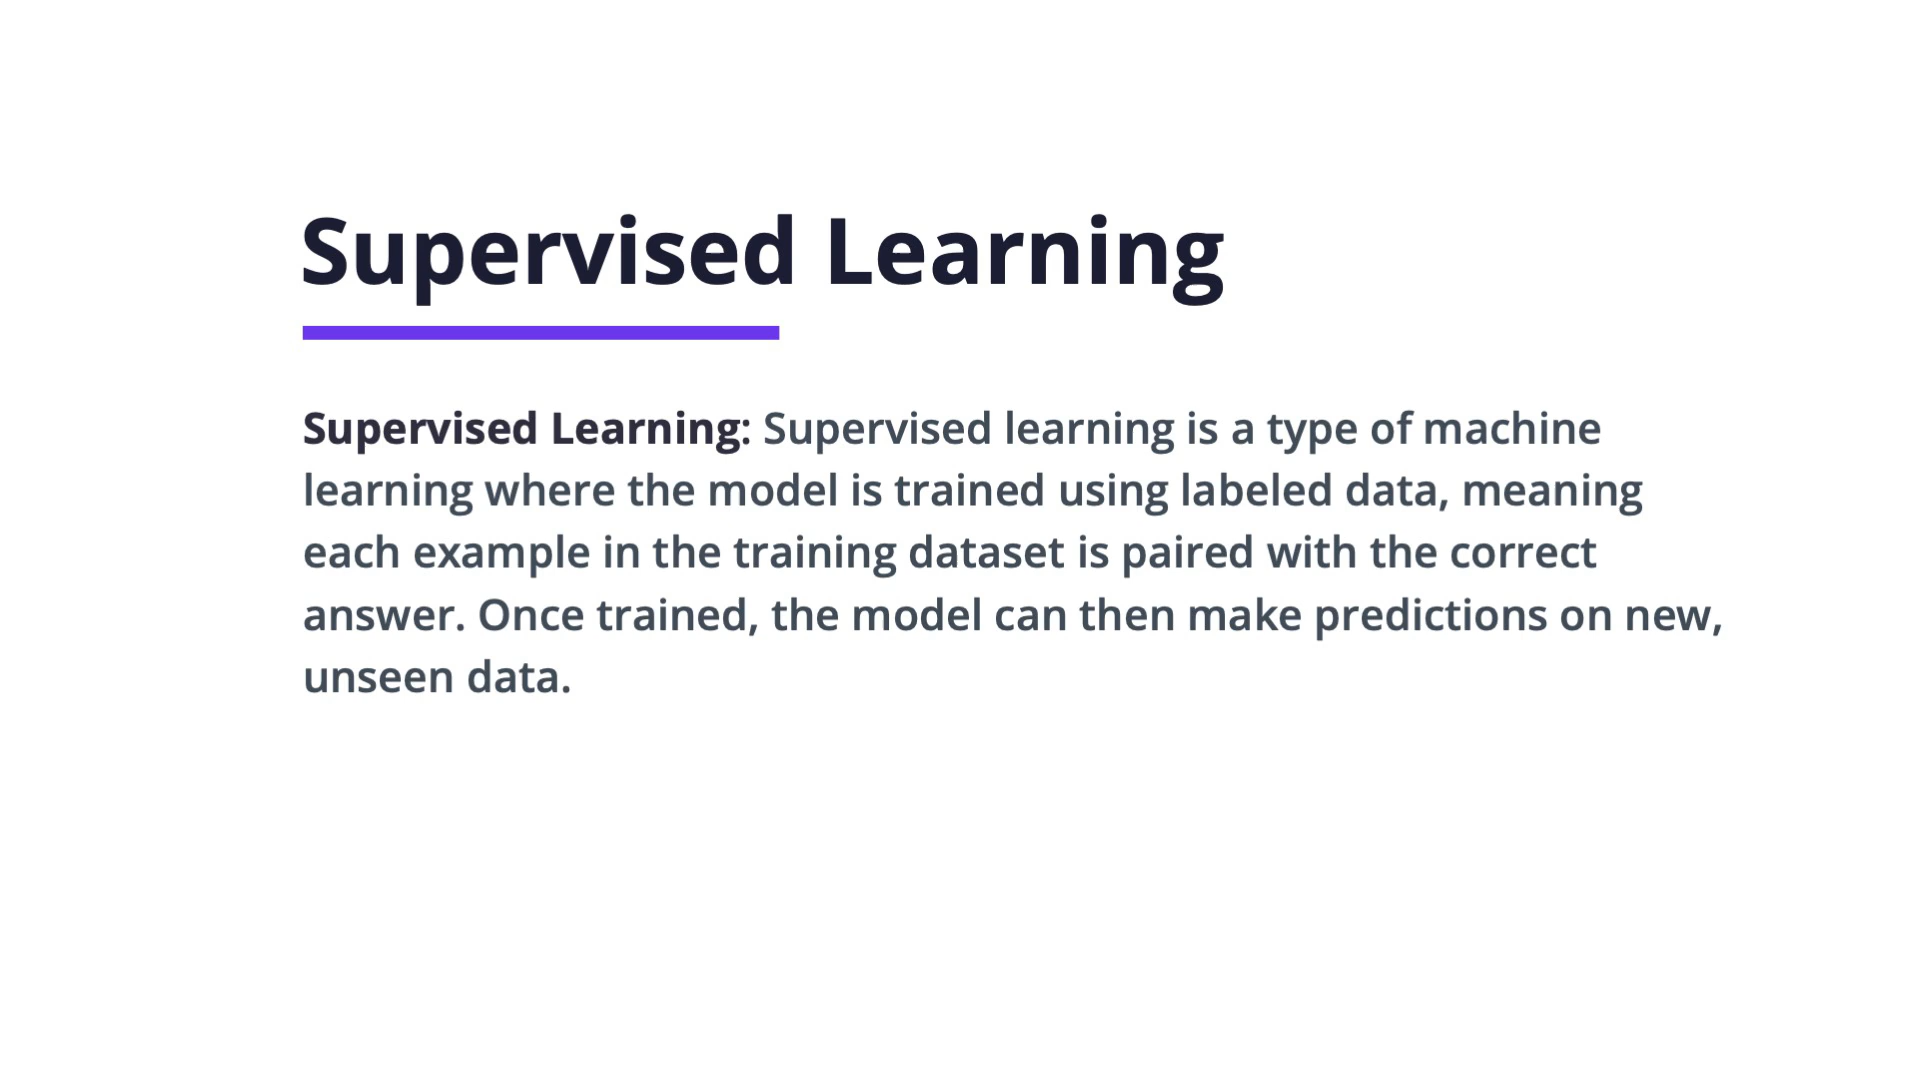 Supervised Learning
Supervised Learning: Supervised learning is a type of machine
learning where the model is trained using labeled data, meaning
each example in the training dataset is paired with the correct
answer. Once trained, the model can then make predictions on new,
unseen data.